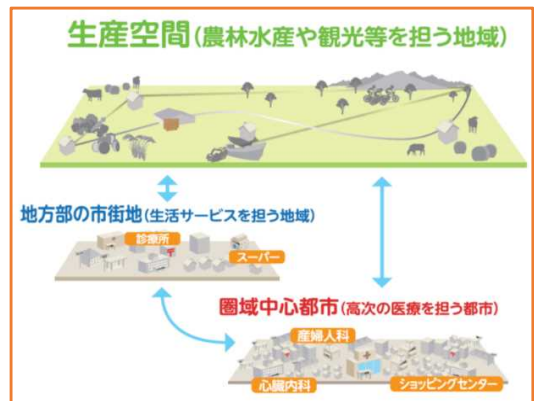 生産空間(農林水産や観光等を担う地域)
地方部の市街地(生活サービスを担う地域)
診療所
スーパー
圏域中心都市(高次の医療を担う都市)
産婦人科
心臓内科
ショッピングセンター